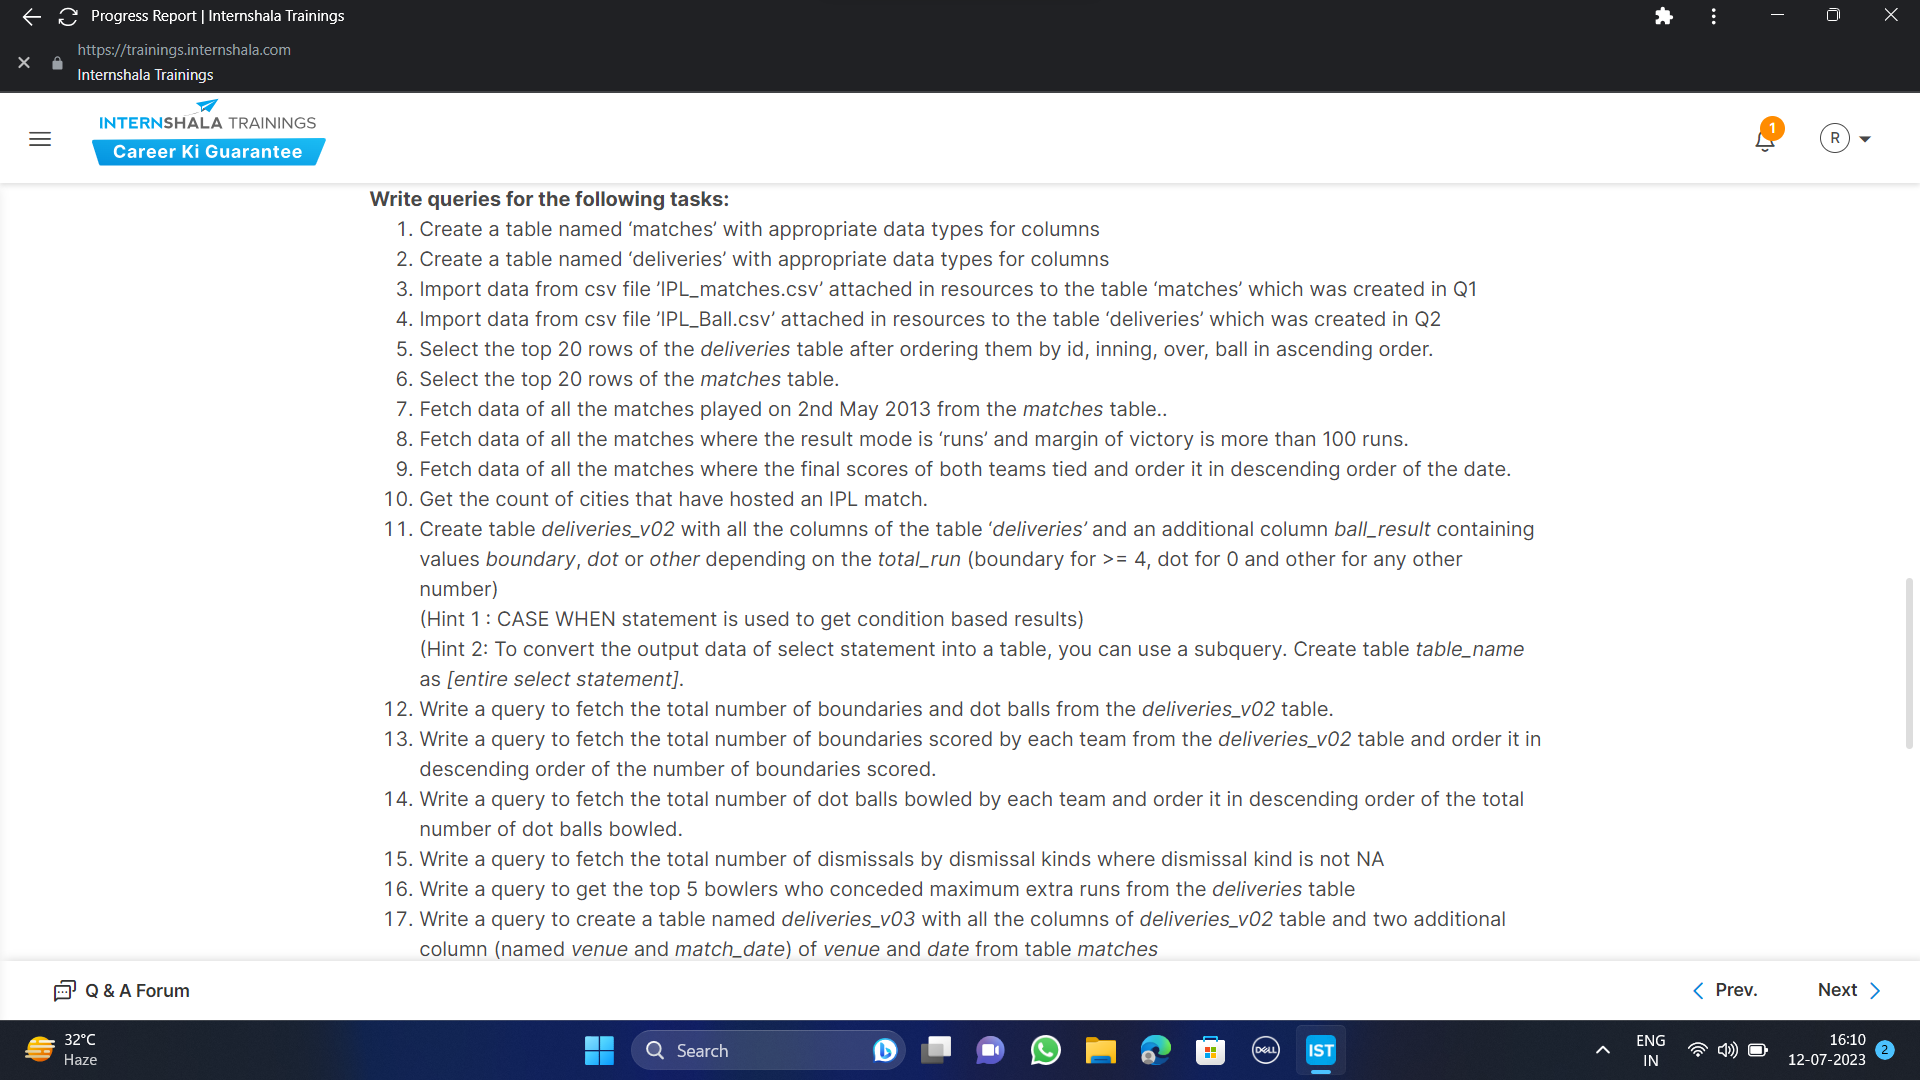 Progress Report | Internshala Trainings
https://trainings.internshala.com
Internshala Trainings
INTERNSHALA TRAININGS
Career Ki Guarantee
1
R
Write queries for the following tasks:
1. Create a table named ‘matches’ with appropriate data types for columns
2. Create a table named ‘deliveries’ with appropriate data types for columns
3. Import data from csv file ’IPL_matches.csv’ attached in resources to the table ‘matches’ which was created in Q1
4. Import data from csv file ’IPL_Ball.csv’ attached in resources to the table ‘deliveries’ which was created in Q2
5. Select the top 20 rows of the deliveries table after ordering them by id, inning, over, ball in ascending order.
6. Select the top 20 rows of the matches table.
7. Fetch data of all the matches played on 2nd May 2013 from the matches table..
8. Fetch data of all the matches where the result mode is ‘runs’ and margin of victory is more than 100 runs.
9. Fetch data of all the matches where the final scores of both teams tied and order it in descending order of the date.
10. Get the count of cities that have hosted an IPL match.
11. Create table deliveries_v02 with all the columns of the table ‘deliveries’ and an additional column ball_result containing
values boundary, dot or other depending on the total_run (boundary for >= 4, dot for 0 and other for any other
number)
(Hint 1 : CASE WHEN statement is used to get condition based results)
(Hint 2: To convert the output data of select statement into a table, you can use a subquery. Create table table_name
as [entire select statement].
12. Write a query to fetch the total number of boundaries and dot balls from the deliveries_v02 table.
13. Write a query to fetch the total number of boundaries scored by each team from the deliveries_v02 table and order it in
descending order of the number of boundaries scored.
14. Write a query to fetch the total number of dot balls bowled by each team and order it in descending order of the total
number of dot balls bowled.
15. Write a query to fetch the total number of dismissals by dismissal kinds where dismissal kind is not NA
16. Write a query to get the top 5 bowlers who conceded maximum extra runs from the deliveries table
17. Write a query to create a table named deliveries_v03 with all the columns of deliveries_v02 table and two additional
column (named venue and match_date) of venue and date from table matches
Q & A Forum
Prev.
Next
32°C
Haze
Search
DELL
IST
ENG
IN
16:10
12-07-2023
2